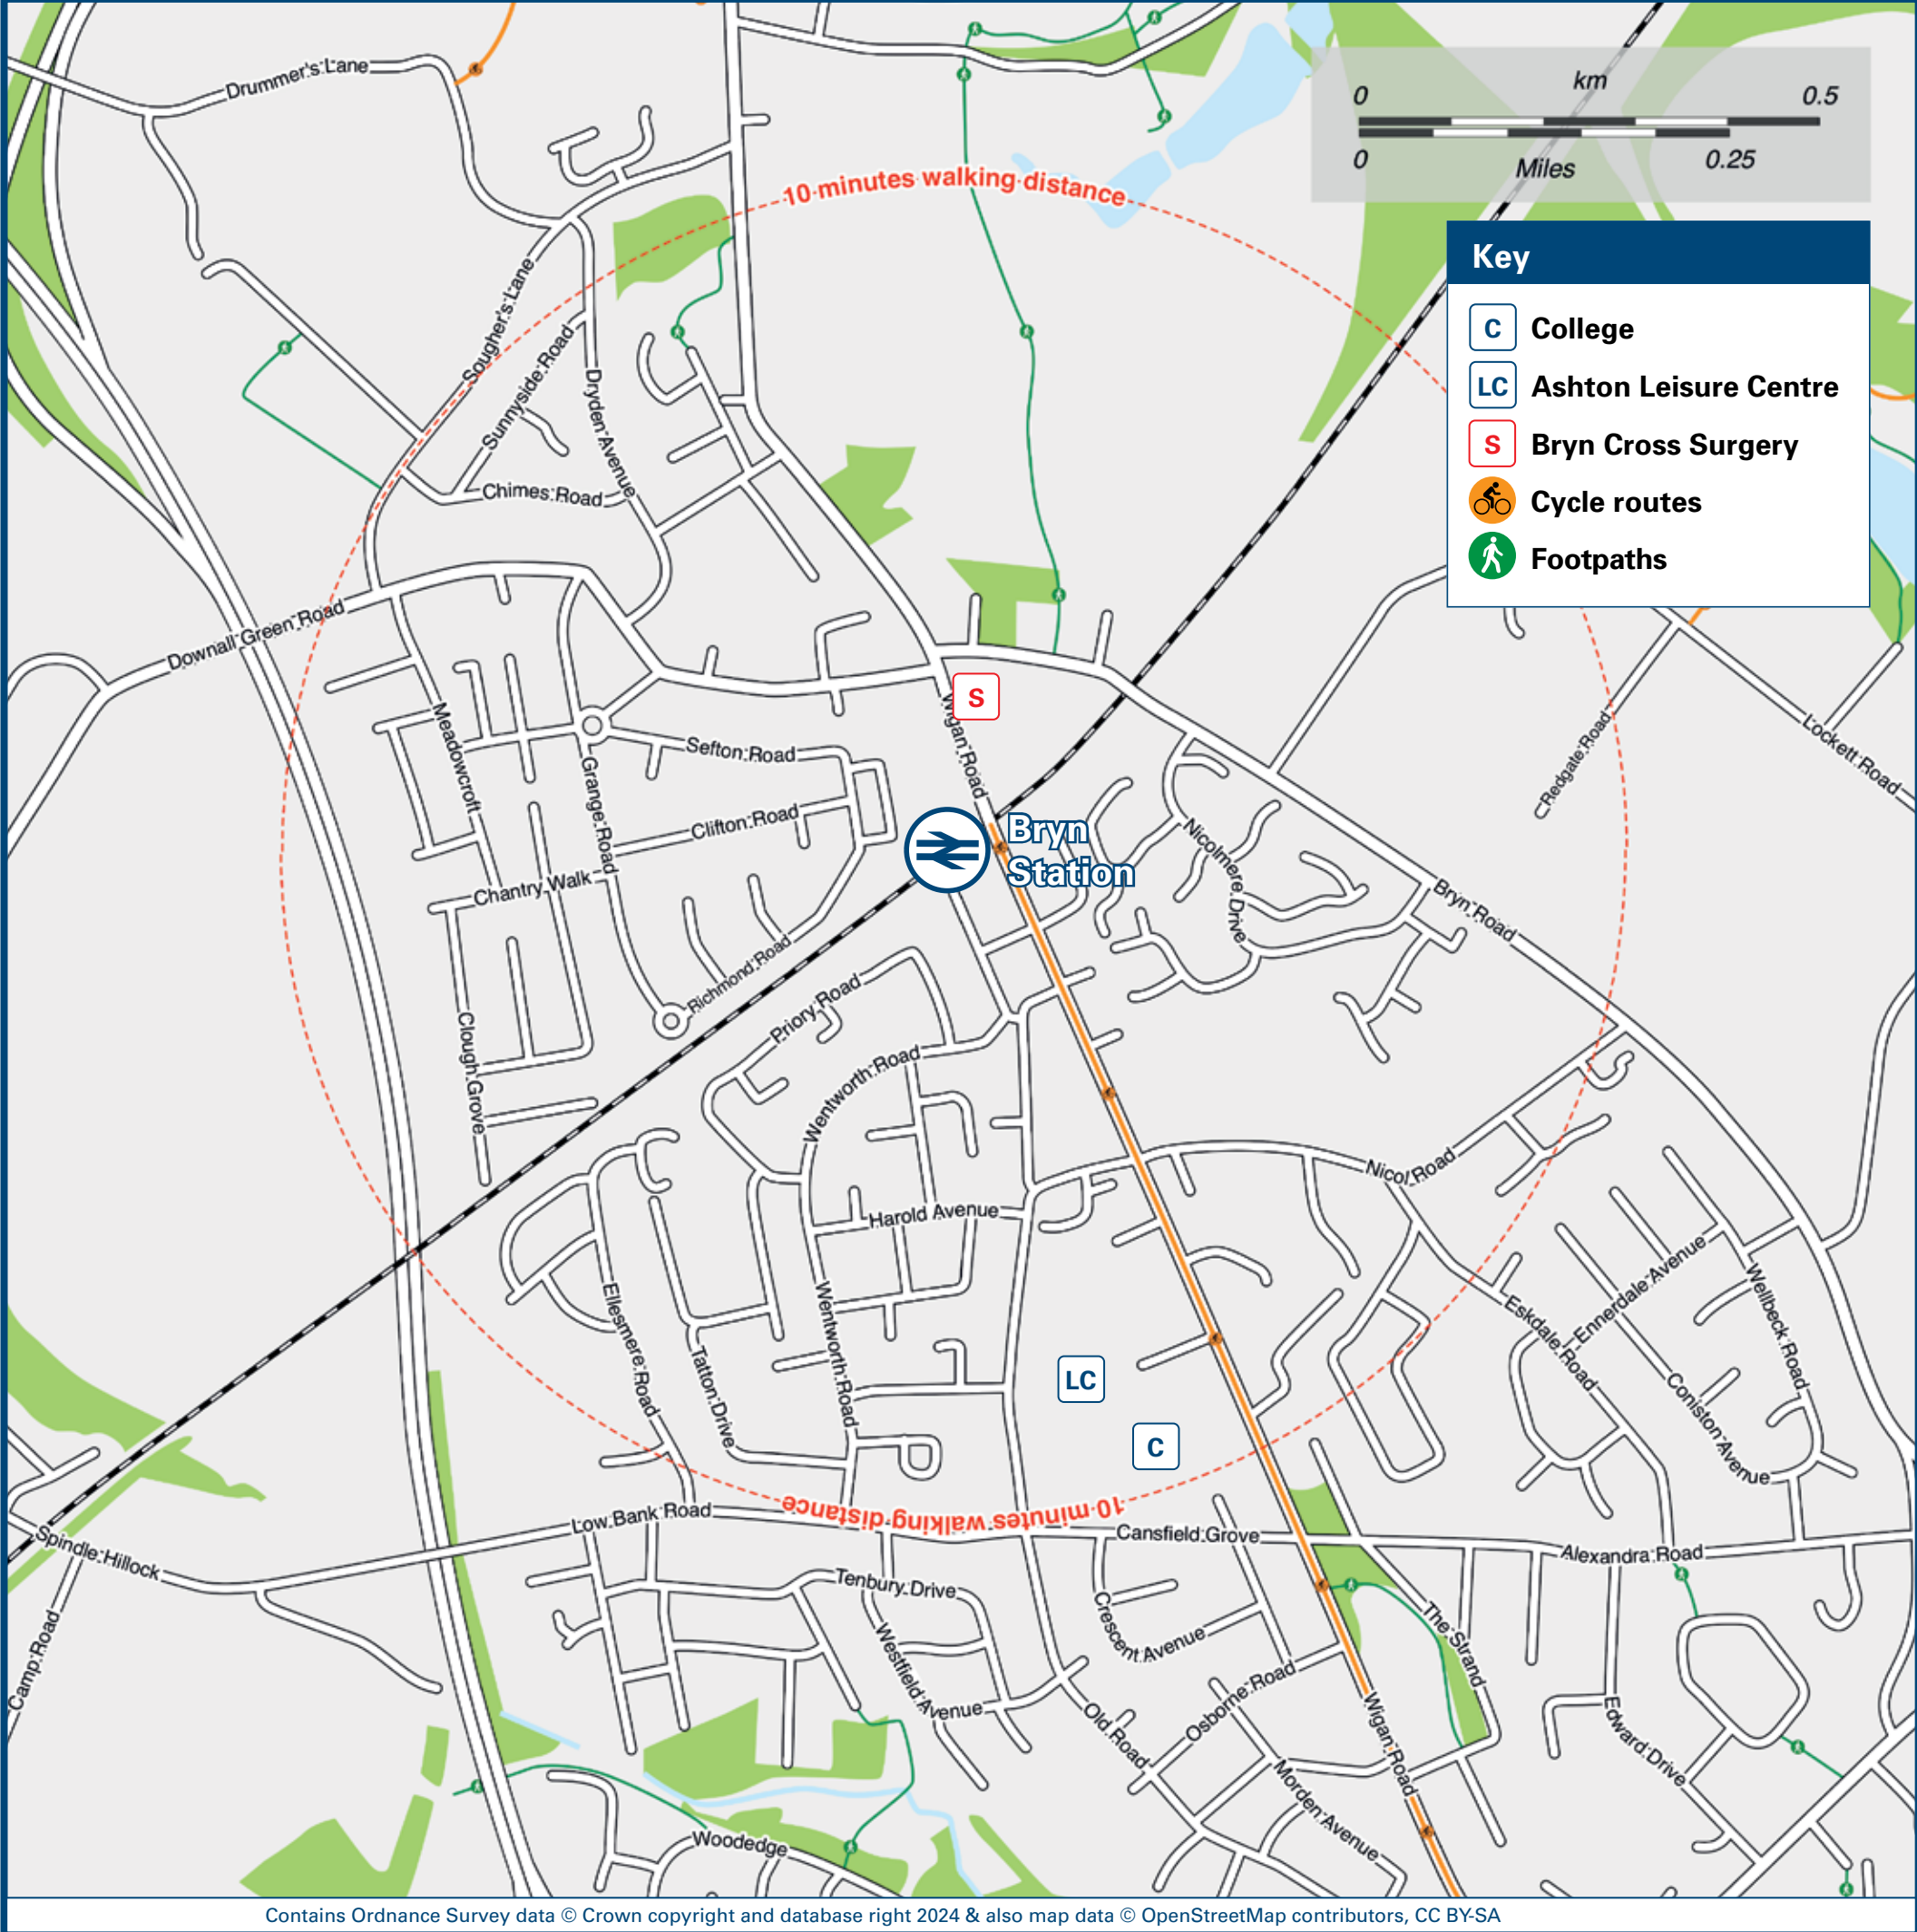 Drummer's Lane
km
0
0.5
0
Miles
0.25
10 minutes walking distance
Key
C
College
LC
Ashton Leisure Centre
S
Bryn Cross Surgery
Cycle routes
Footpaths
Sougher's Lane
Sunnyside Road
Dryden Avenue
Chimes Road
Downall Green Road
S
Wigan Road
Meadowcroft
Sefton Road
Grange Road
Clifton Road
Chantry Walk
Redgate Road
Lockett Road
Bryn
Station
Nicolmere Drive
Bryn Road
Richmond Road
Priory Road
Clough Grove
Wentworth Road
Nicol Road
Harold Avenue
Ellesmere Road
Tatton Drive
Wentworth Road
Ennerdale Avenue
Eskdale Road
Wellbeck Road
Coniston Avenue
LC
C
10 minutes walking distance
Low Bank Road
Cansfield Grove
Alexandra Road
Spindle Hillock
Camp Road
Tenbury Drive
Westfield Avenue
Crescent Avenue
The Strand
Osborne Road
Old Road
Wigan Road
Edward Drive
Morden Avenue
Woodedge
Contains Ordnance Survey data © Crown copyright and database right 2024 & also map data © OpenStreetMap contributors, CC BY-SA